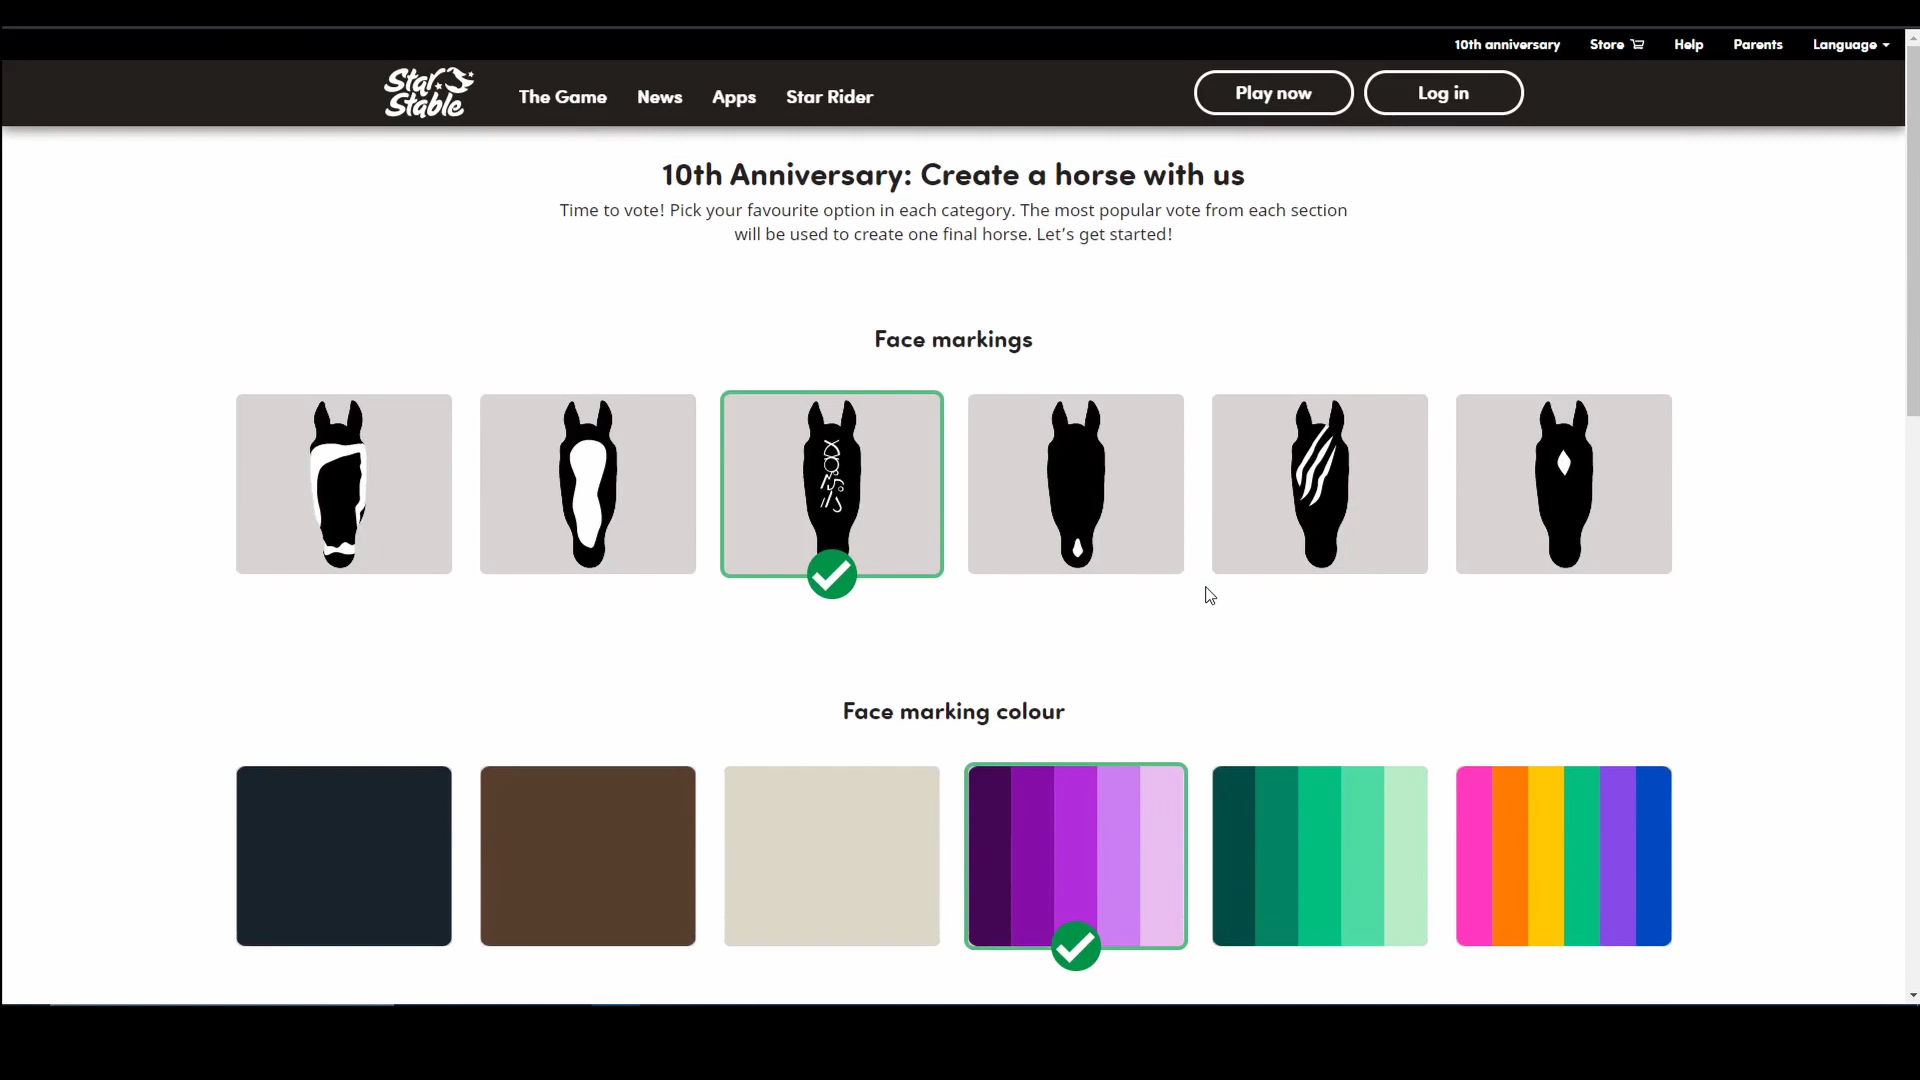 10th anniversary Store Help Parents Language
Star Stable
The Game News Apps Star Rider Play now Log in
10th Anniversary: Create a horse with us
Time to vote! Pick your favourite option in each category. The most popular vote from each section
will be used to create one final horse. Let’s get started!
Face markings
Face marking colour